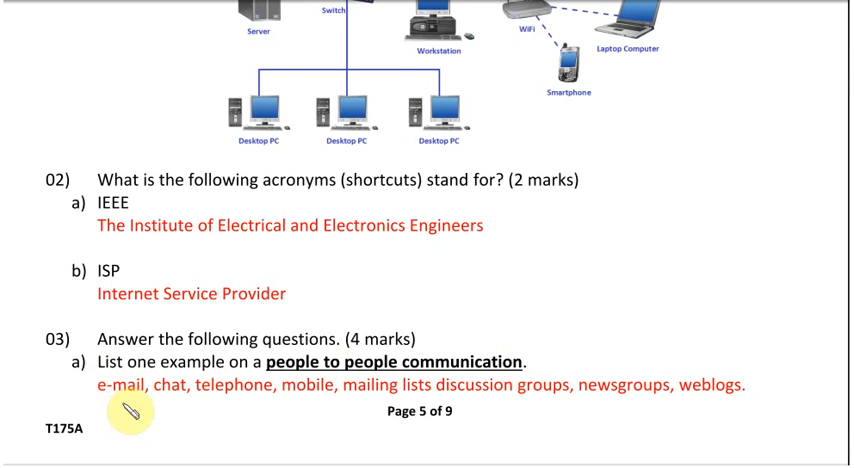 Server
Switch
Workstation
WiFi
Laptop Computer
Smartphone
Desktop PC
Desktop PC
Desktop PC
02) What is the following acronyms (shortcuts) stand for? (2 marks)
a) IEEE
The Institute of Electrical and Electronics Engineers
b) ISP
Internet Service Provider
03) Answer the following questions. (4 marks)
a) List one example on a people to people communication.
e-mail, chat, telephone, mobile, mailing lists discussion groups, newsgroups, weblogs.
Page 5 of 9
T175A